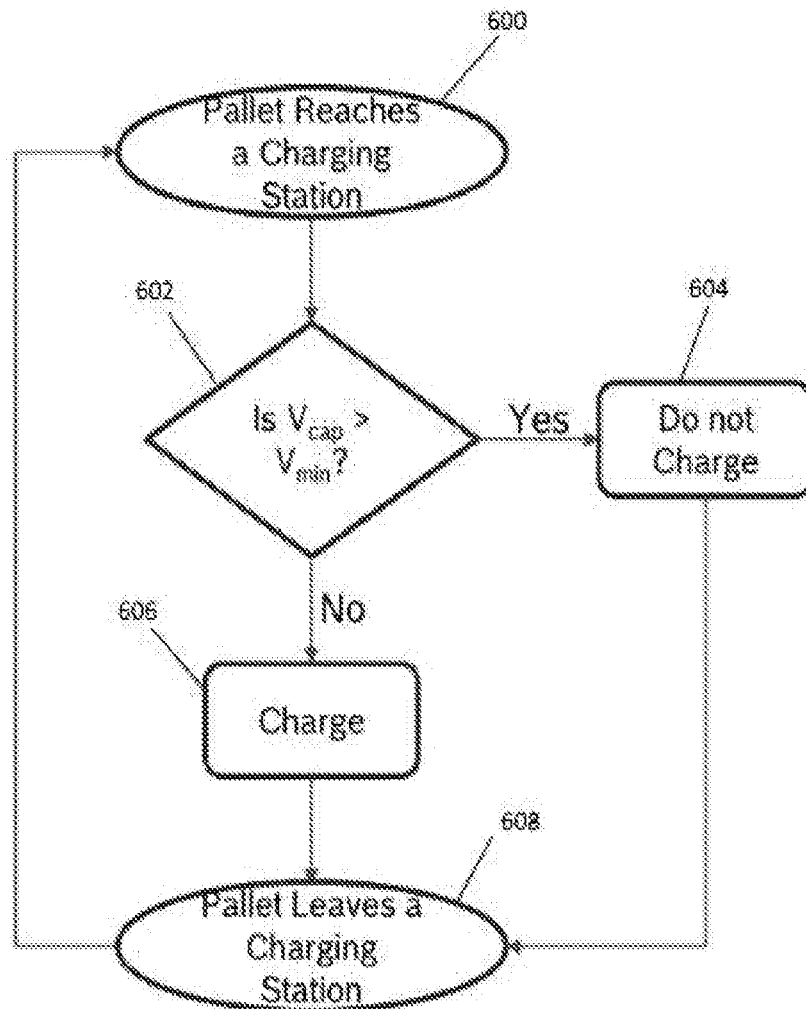 600
Pallet Reaches
a Charging
Station
602
604
Is Vcap >
Vmin?
Yes
Do not
Charge
No
606
Charge
608
Pallet Leaves a
Charging
Station